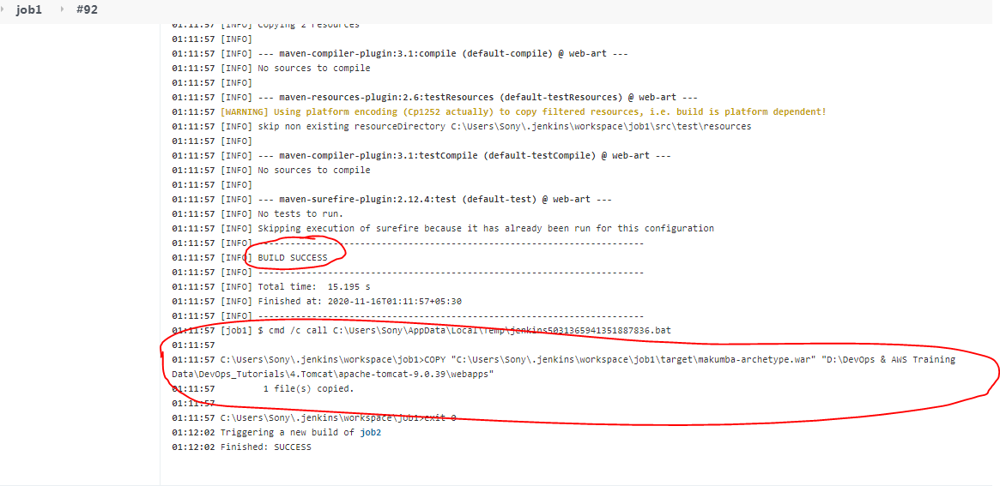 job1 #92
01:11:57 [INFO] Copying 2 resources
01:11:57 [INFO]
01:11:57 [INFO] --- maven-compiler-plugin:3.1:compile (default-compile) @ web-art ---
01:11:57 [INFO] No sources to compile
01:11:57 [INFO]
01:11:57 [INFO] --- maven-resources-plugin:2.6:testResources (default-testResources) @ web-art ---
01:11:57 [WARNING] Using platform encoding (Cp1252 actually) to copy filtered resources, i.e. build is platform dependent!
01:11:57 [INFO] skip non existing resourceDirectory C:\Users\Sony\.jenkins\workspace\job1\src\test\resources
01:11:57 [INFO]
01:11:57 [INFO] --- maven-compiler-plugin:3.1:testCompile (default-testCompile) @ web-art ---
01:11:57 [INFO] No sources to compile
01:11:57 [INFO]
01:11:57 [INFO] --- maven-surefire-plugin:2.12.4:test (default-test) @ web-art ---
01:11:57 [INFO] No tests to run.
01:11:57 [INFO] Skipping execution of surefire because it has already been run for this configuration
01:11:57 [INFO] ------------------------------------------------------------------------
01:11:57 [INFO] BUILD SUCCESS
01:11:57 [INFO] ------------------------------------------------------------------------
01:11:57 [INFO] Total time:  15.195 s
01:11:57 [INFO] Finished at: 2020-11-16T01:11:57+05:30
01:11:57 [INFO] ------------------------------------------------------------------------
01:11:57 [job1] $ cmd /c call C:\Users\Sony\AppData\Local\Temp\jenkins5031365941351887836.bat
01:11:57
01:11:57 C:\Users\Sony\.jenkins\workspace\job1>COPY "C:\Users\Sony\.jenkins\workspace\job1\target\makumba-archetype.war" "D:\DevOps & AWS Training
Data\DevOps_Tutorials\4.Tomcat\apache-tomcat-9.0.39\webapps"
01:11:57         1 file(s) copied.
01:11:57
01:11:57 C:\Users\Sony\.jenkins\workspace\job1>exit 0
01:12:02 Triggering a new build of job2
01:12:02 Finished: SUCCESS